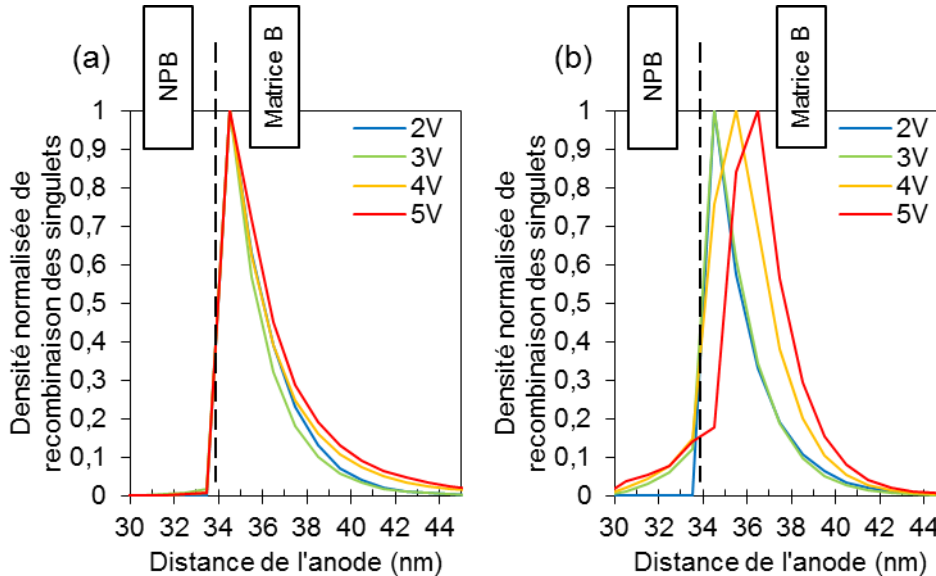 (a)
NPB
Matrice B
Densité normalisée de
recombinaison des singulets
1
0,9
0,8
0,7
0,6
0,5
0,4
0,3
0,2
0,1
0
2V
3V
4V
5V
30 32 34 36 38 40 42 44
Distance de l'anode (nm)
(b)
NPB
Matrice B
Densité normalisée de
recombinaison des singulets
1
0,9
0,8
0,7
0,6
0,5
0,4
0,3
0,2
0,1
0
2V
3V
4V
5V
30 32 34 36 38 40 42 44
Distance de l'anode (nm)